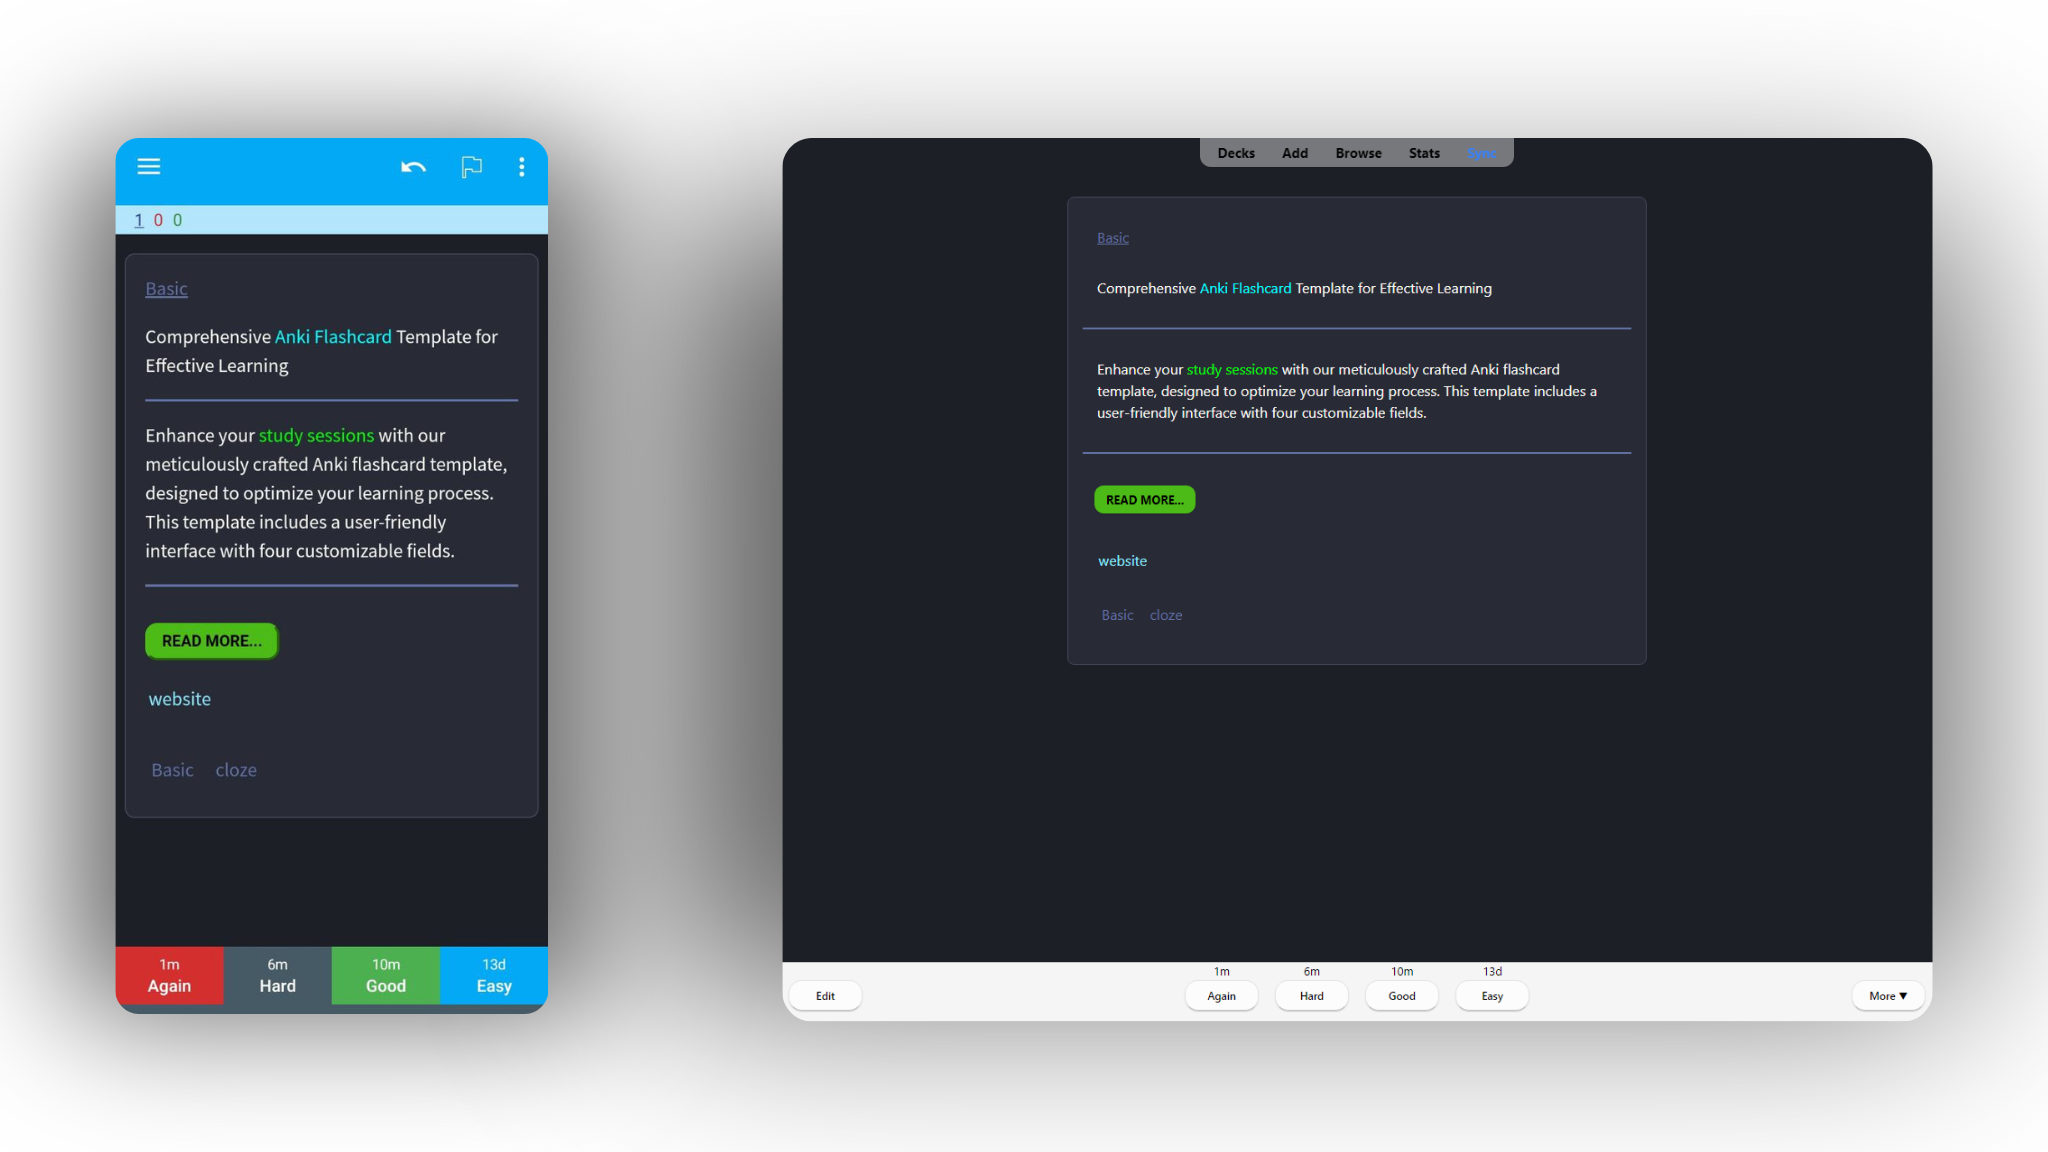 1 0 0
Basic
Comprehensive Anki Flashcard Template for
Effective Learning
Enhance your study sessions with our
meticulously crafted Anki flashcard template,
designed to optimize your learning process.
This template includes a user-friendly
interface with four customizable fields.
READ MORE...
website
Basic cloze
1m 6m 10m 13d
Again Hard Good Easy
Decks Add Browse Stats Sync
Basic
Comprehensive Anki Flashcard Template for Effective Learning
Enhance your study sessions with our meticulously crafted Anki flashcard
template, designed to optimize your learning process. This template includes a
user-friendly interface with four customizable fields.
READ MORE...
website
Basic cloze
1m 6m 10m 13d
Edit Again Hard Good Easy More ▼